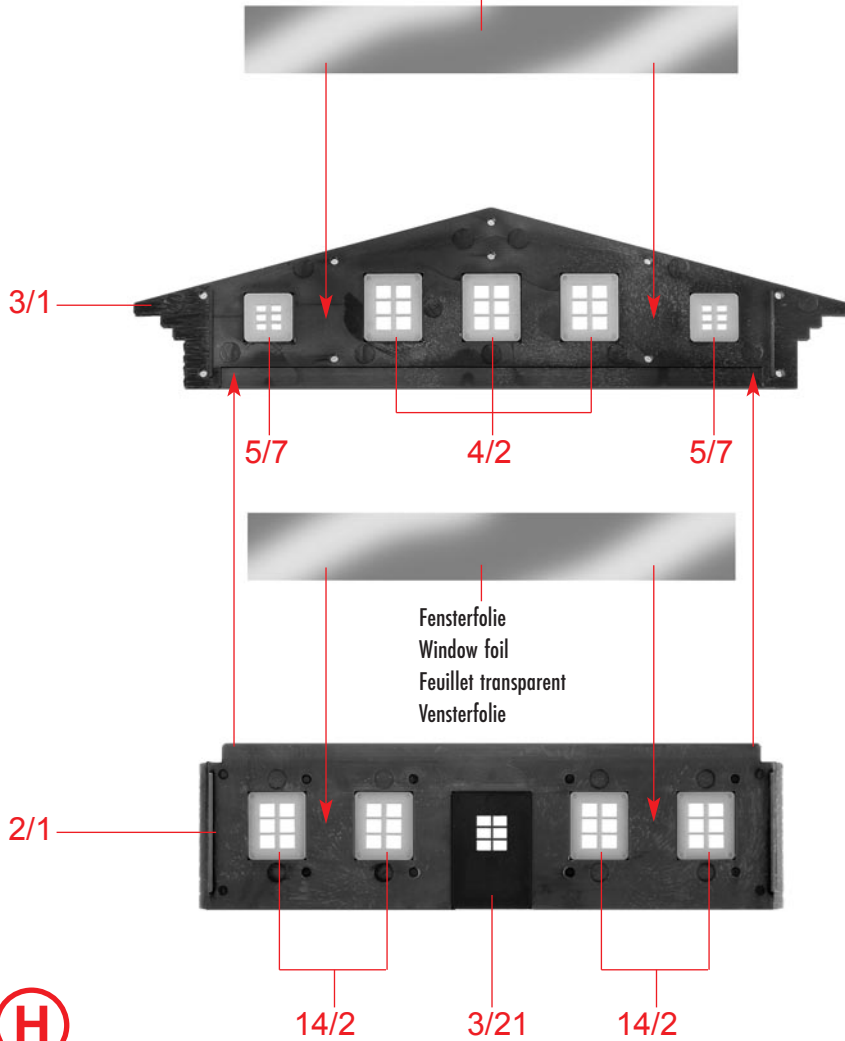 3/1
5/7
4/2
5/7
Fensterfolie
Window foil
Feuillet transparent
Vensterfolie
2/1
14/2
3/21
14/2
H